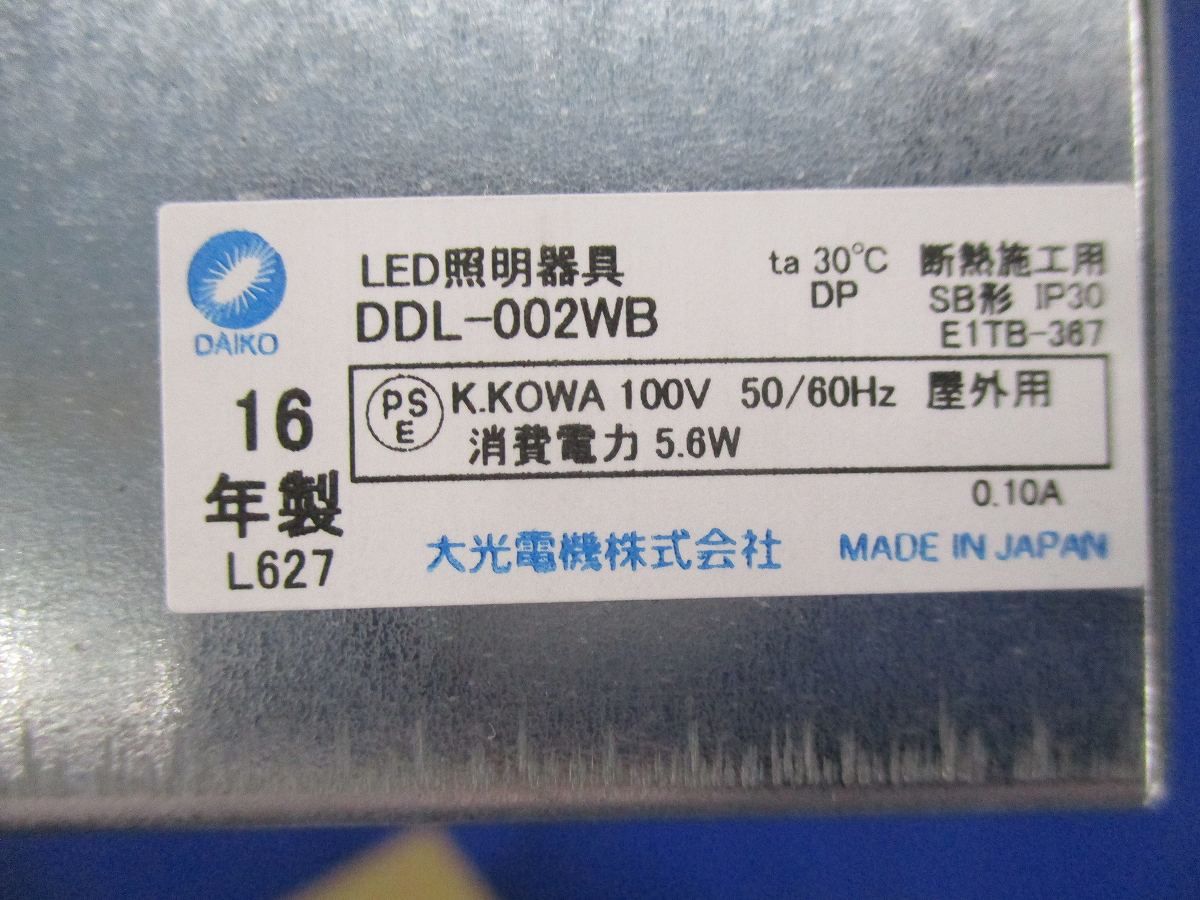 DAIKO
LED照明器具
DDL-002WB
ta 30℃
DP
断熱施工用
SB形 IP30
E1TB-367
16
年製
L627
PSE K.KOWA 100V 50/60Hz 屋外用
消費電力 5.6W
0.10A
大光電機株式会社 MADE IN JAPAN